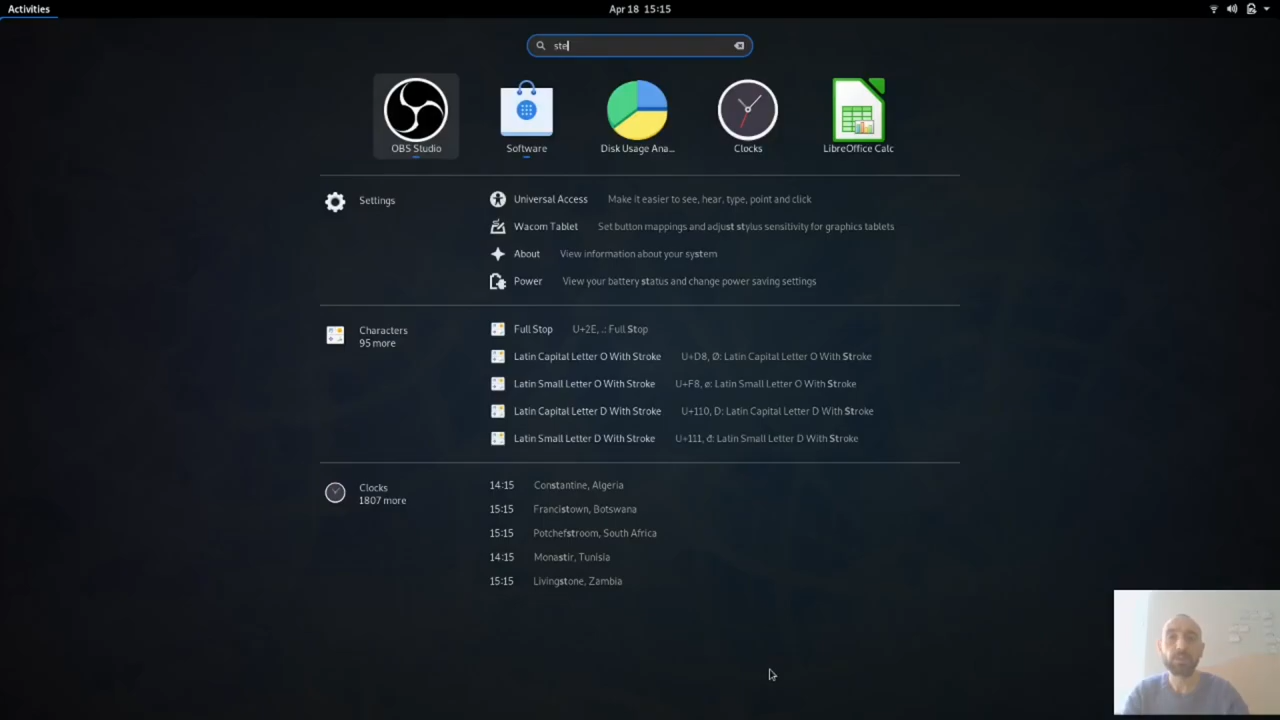 Activities
Apr 18 15:15
ste
OBS Studio
Software
Disk Usage Ana...
Clocks
LibreOffice Calc
Settings
Universal Access Make it easier to see, hear, type, point and click
Wacom Tablet Set button mappings and adjust stylus sensitivity for graphics tablets
About View information about your system
Power View your battery status and change power saving settings
Characters
95 more
Full Stop U+2E, .: Full Stop
Latin Capital Letter O With Stroke U+D8, Ø: Latin Capital Letter O With Stroke
Latin Small Letter O With Stroke U+F8, ø: Latin Small Letter O With Stroke
Latin Capital Letter D With Stroke U+110, Đ: Latin Capital Letter D With Stroke
Latin Small Letter D With Stroke U+111, đ: Latin Small Letter D With Stroke
Clocks
1807 more
14:15 Constantine, Algeria
15:15 Francistown, Botswana
15:15 Potchefstroom, South Africa
14:15 Monastir, Tunisia
15:15 Livingstone, Zambia